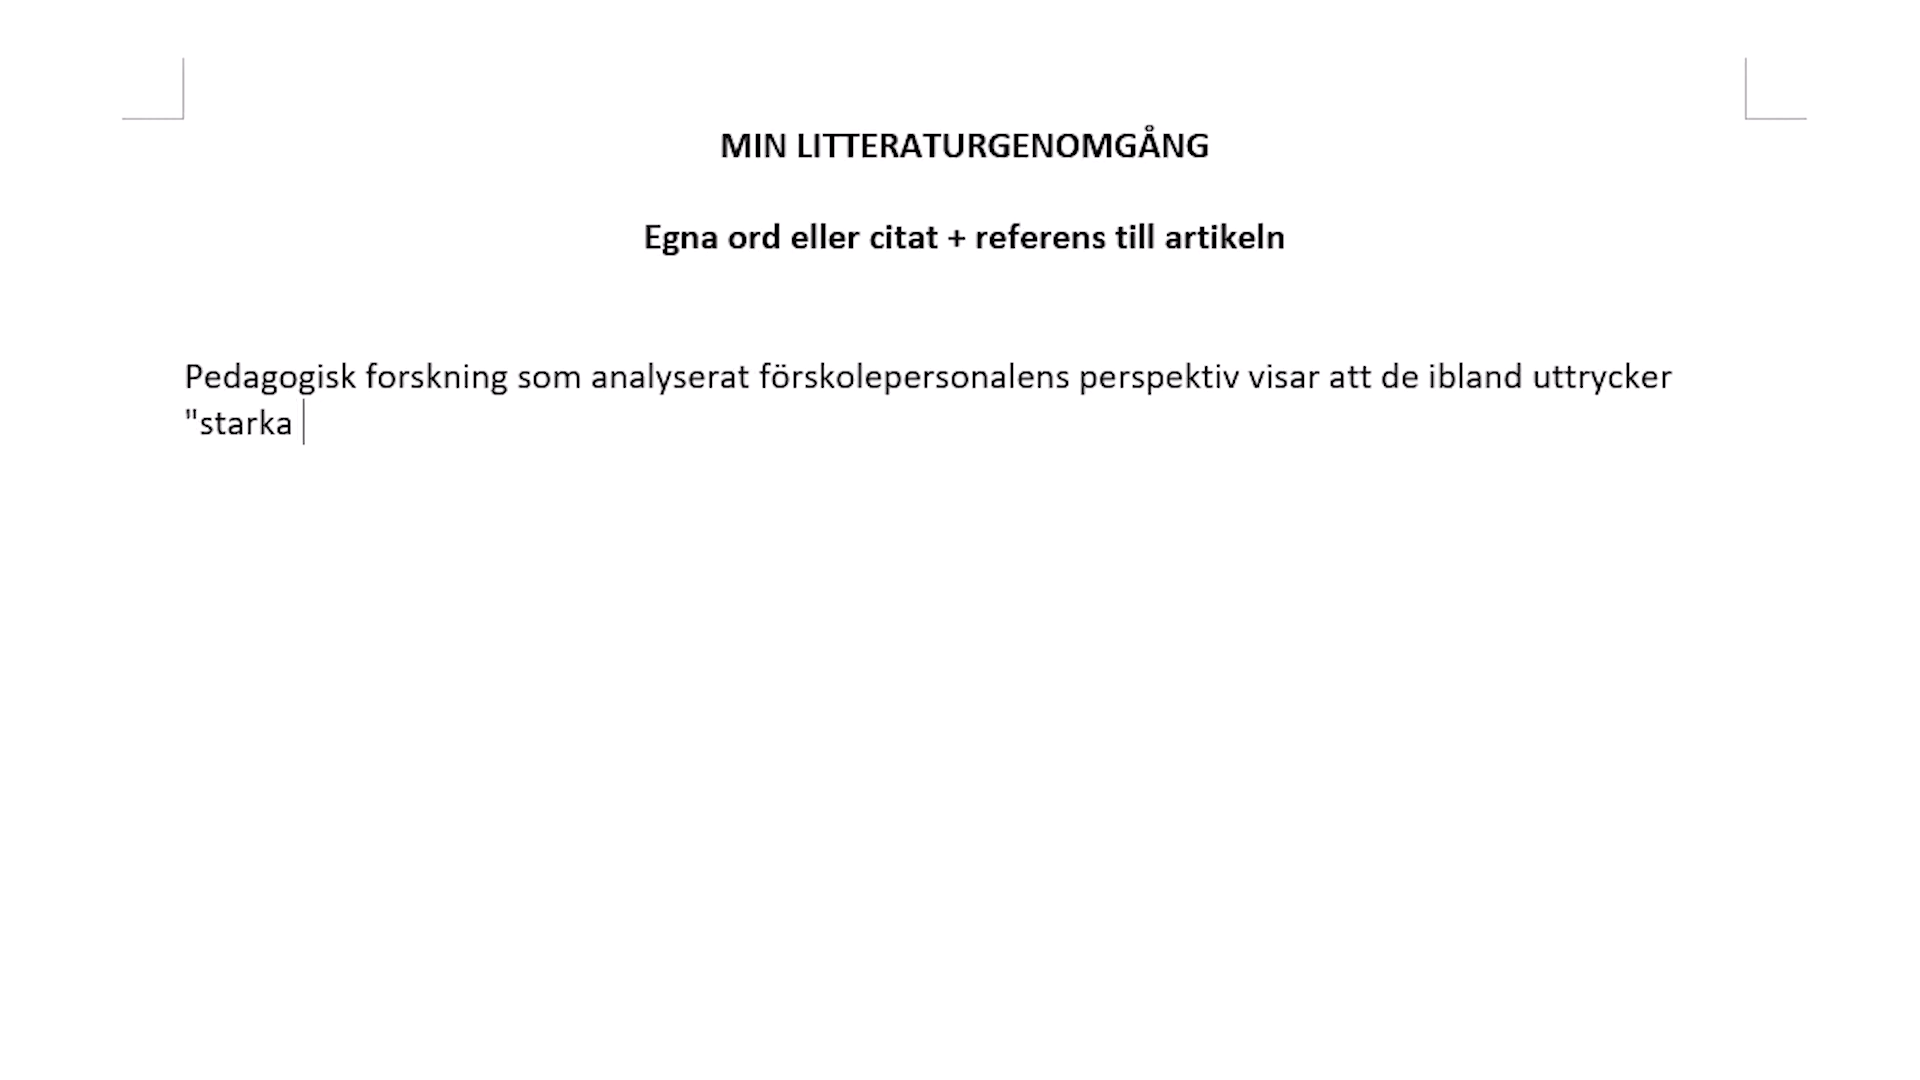 MIN LITTERATURGENOMGÅNG
Egna ord eller citat + referens till artikeln
Pedagogisk forskning som analyserat förskolepersonalens perspektiv visar att de ibland uttrycker
"starka